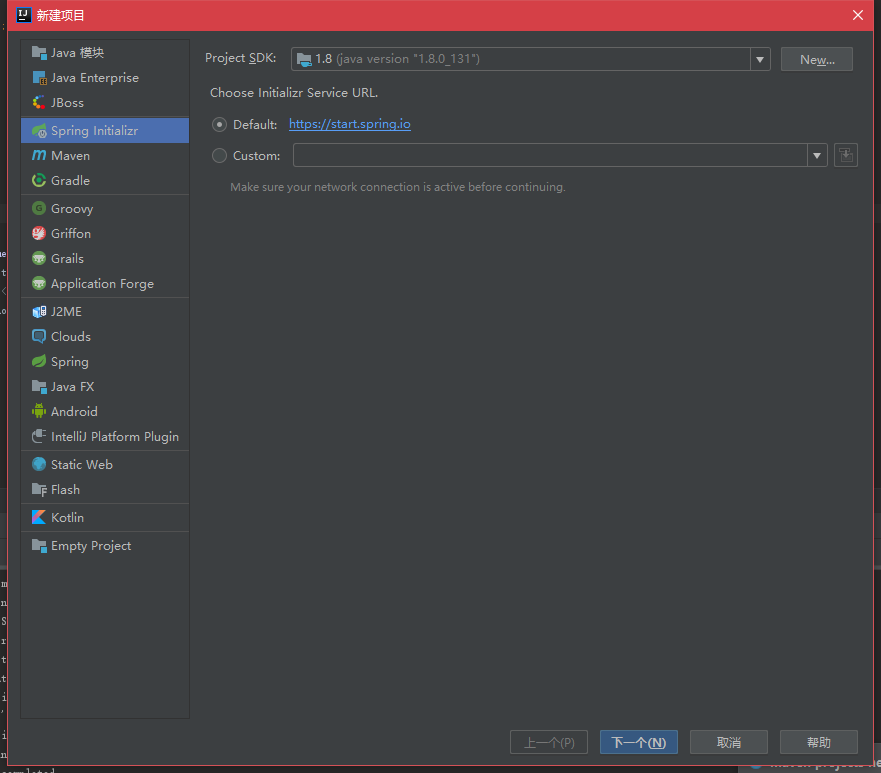 新建项目
Java 模块
Java Enterprise
JBoss
Spring Initializr
Maven
Gradle
Groovy
Griffon
Grails
Application Forge
J2ME
Clouds
Spring
Java FX
Android
IntelliJ Platform Plugin
Static Web
Flash
Kotlin
Empty Project
Project SDK: 1.8 (java version "1.8.0_131") New...
Choose Initializr Service URL.
Default: https://start.spring.io
Custom:
Make sure your network connection is active before continuing.
上一个(P) 下一个(N) 取消 帮助